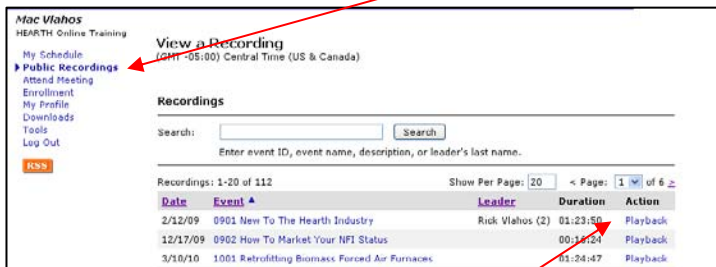 Mac Vlahos
HEARTH Online Training
My Schedule
Public Recordings
Attend Meeting
Enrollment
My Profile
Downloads
Tools
Log Out
RSS
View a Recording
(GMT -05:00) Central Time (US & Canada)
Recordings
Search: Search
Enter event ID, event name, description, or leader's last name.
Recordings: 1-20 of 112 Show Per Page: 20 < Page: 1 of 6 >
Date Event Leader Duration Action
2/12/09 0901 New To The Hearth Industry Rick Vlahos (2) 01:23:50 Playback
12/17/09 0902 How To Market Your NFI Status 00:16:24 Playback
3/10/10 1001 Retrofitting Biomass Forced Air Furnaces 01:24:47 Playback